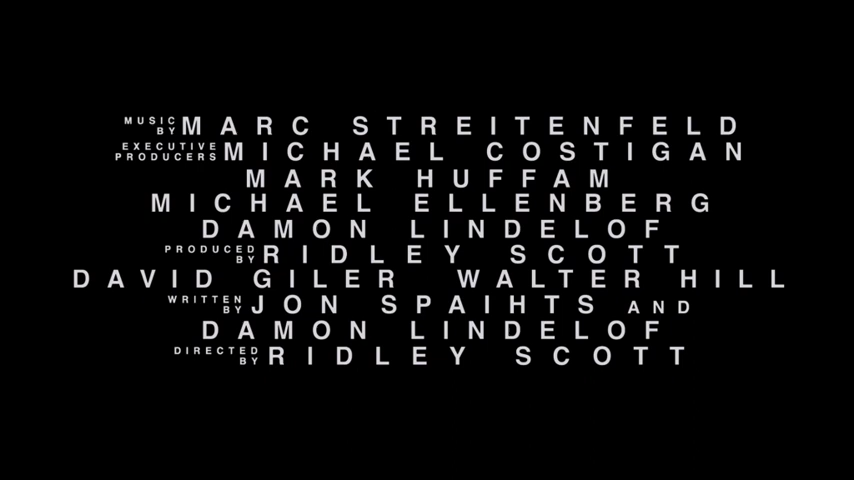 MUSIC BY MARC STREITENFELD
EXECUTIVE PRODUCERS MICHAEL COSTIGAN
MARK HUFFAM
MICHAEL ELLENBERG
DAMON LINDELOF
PRODUCED BY RIDLEY SCOTT
DAVID GILER WALTER HILL
WRITTEN BY JON SPAIHTS AND
DAMON LINDELOF
DIRECTED BY RIDLEY SCOTT